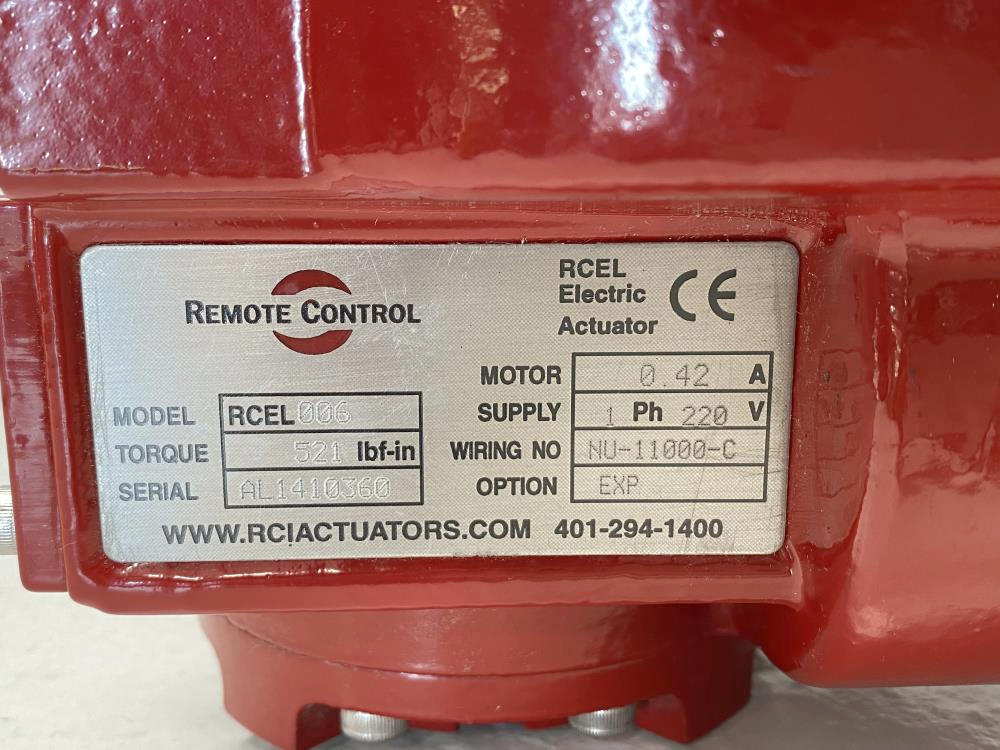 REMOTE CONTROL
RCEL
Electric
Actuator
CE
MODEL RCEL006
TORQUE 521 lbf-in
SERIAL AL1410360
MOTOR 0.42 A
SUPPLY 1 Ph 220 V
WIRING NO NU-11000-C
OPTION EXP
WWW.RCIACTUATORS.COM 401-294-1400